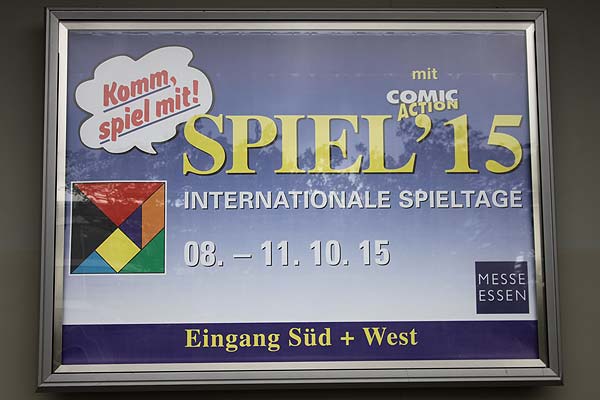 Komm,
spiel mit!
mit
COMIC
ACTION
SPIEL'15
INTERNATIONALE SPIELTAGE
08. – 11. 10. 15
MESSE
ESSEN
Eingang Süd + West